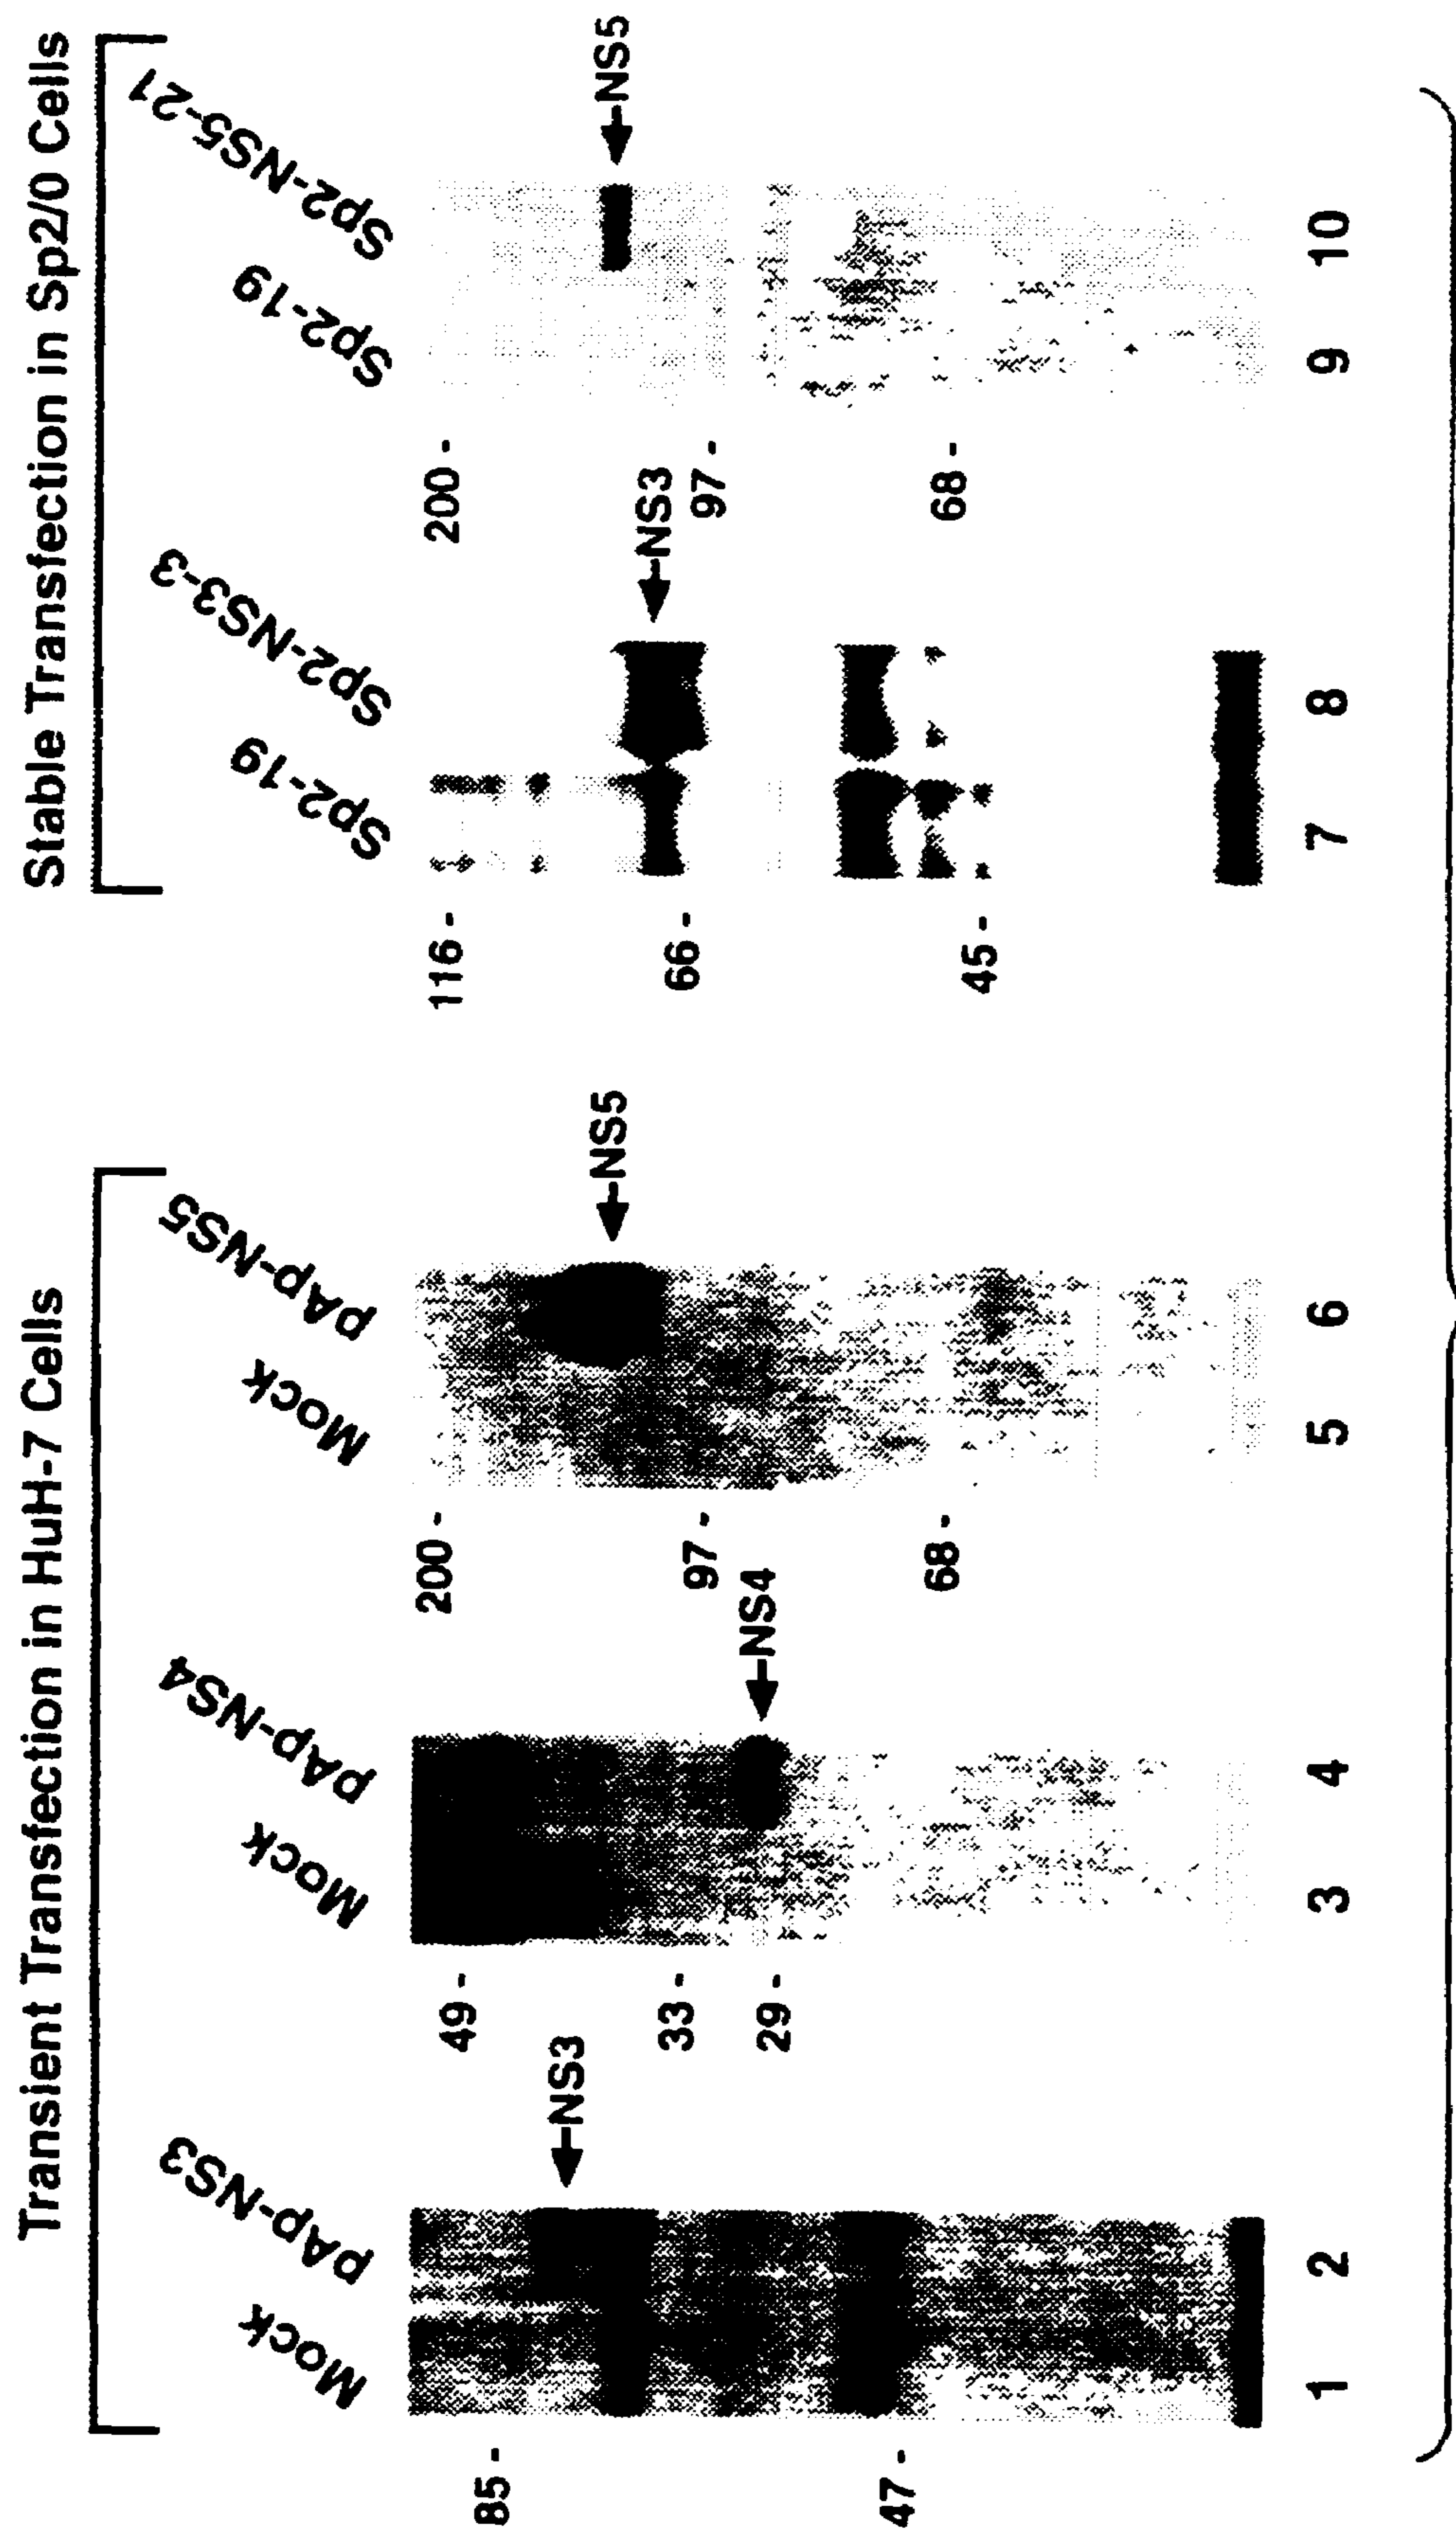 Transient Transfection in HuH-7 Cells
Stable Transfection in Sp2/0 Cells
Mock
pAp-NS3
Mock
pAp-NS4
Mock
pAp-NS5
Sp2-19
Sp2-NS3-3
Sp2-19
Sp2-NS5-21
85 -
47 -
NS3
49 -
33 -
29 -
NS4
200 -
97 -
68 -
NS5
116 -
66 -
45 -
NS3
200 -
97 -
68 -
NS5
1 2 3 4 5 6 7 8 9 10